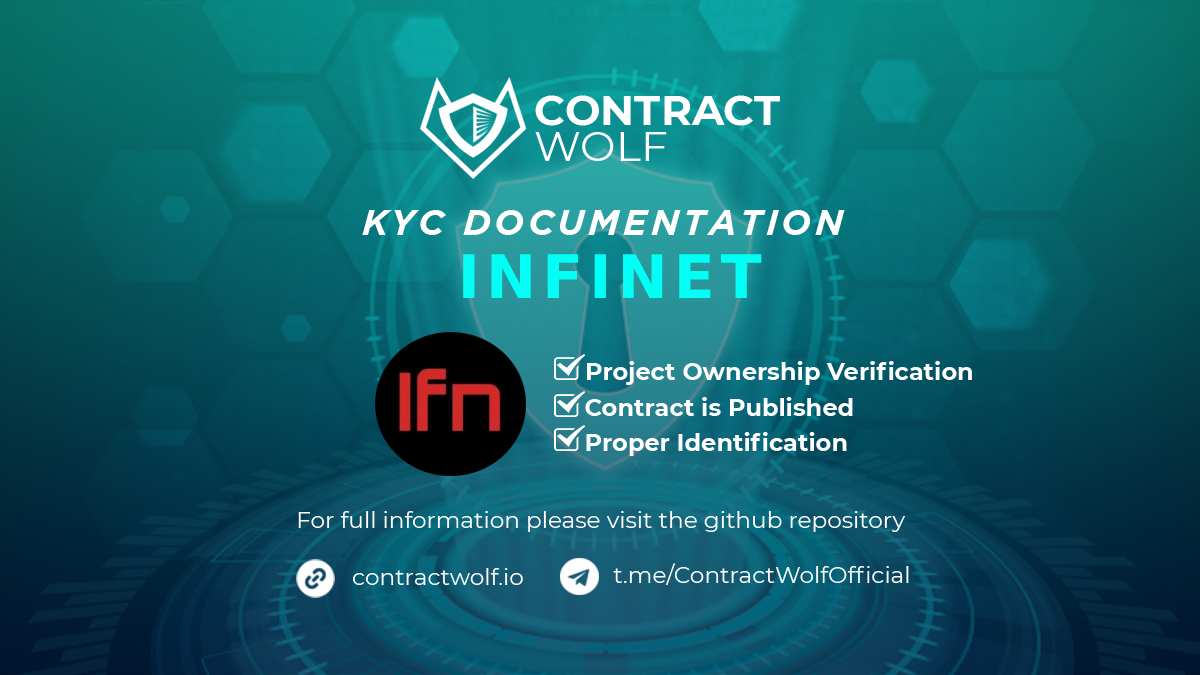 CONTRACT
WOLF
KYC DOCUMENTATION
INFINET
Ifn
Project Ownership Verification
Contract is Published
Proper Identification
For full information please visit the github repository
contractwolf.io
t.me/ContractWolfOfficial